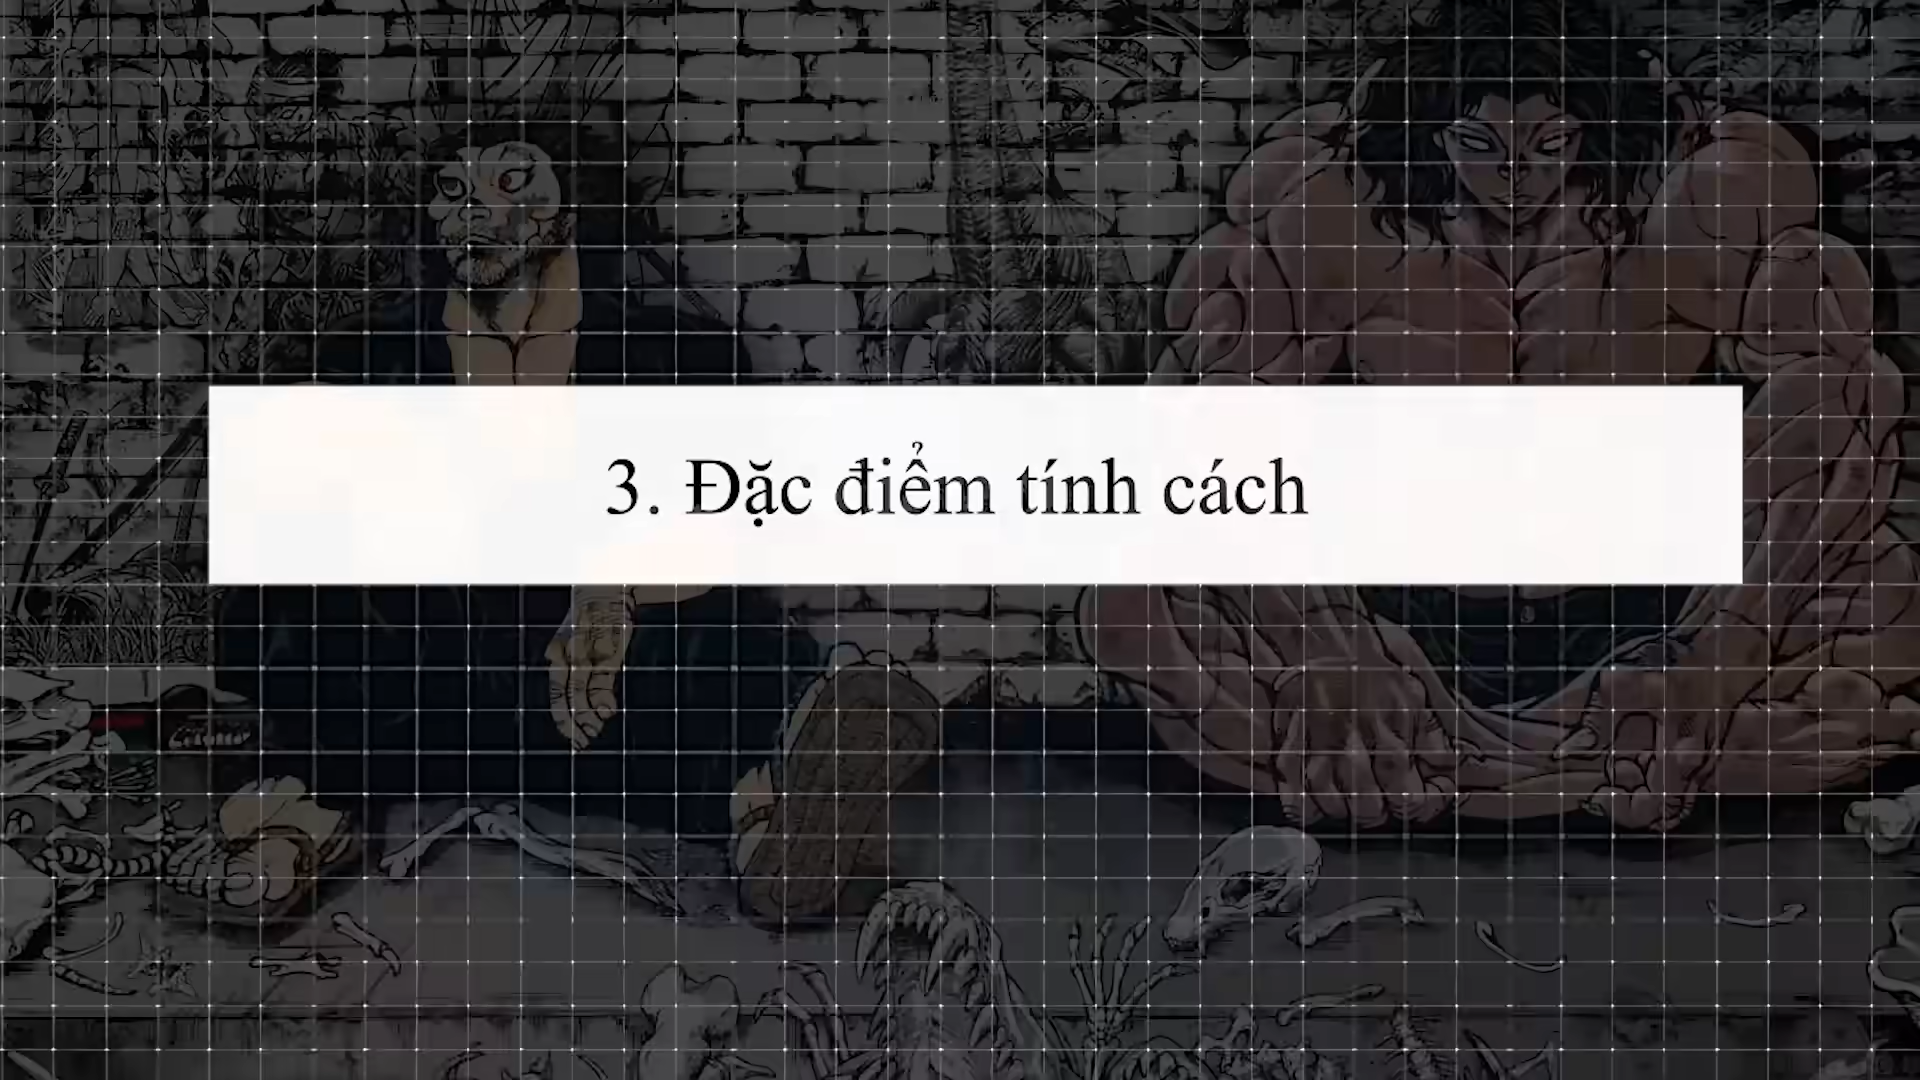 3. Đặc điểm tính cách